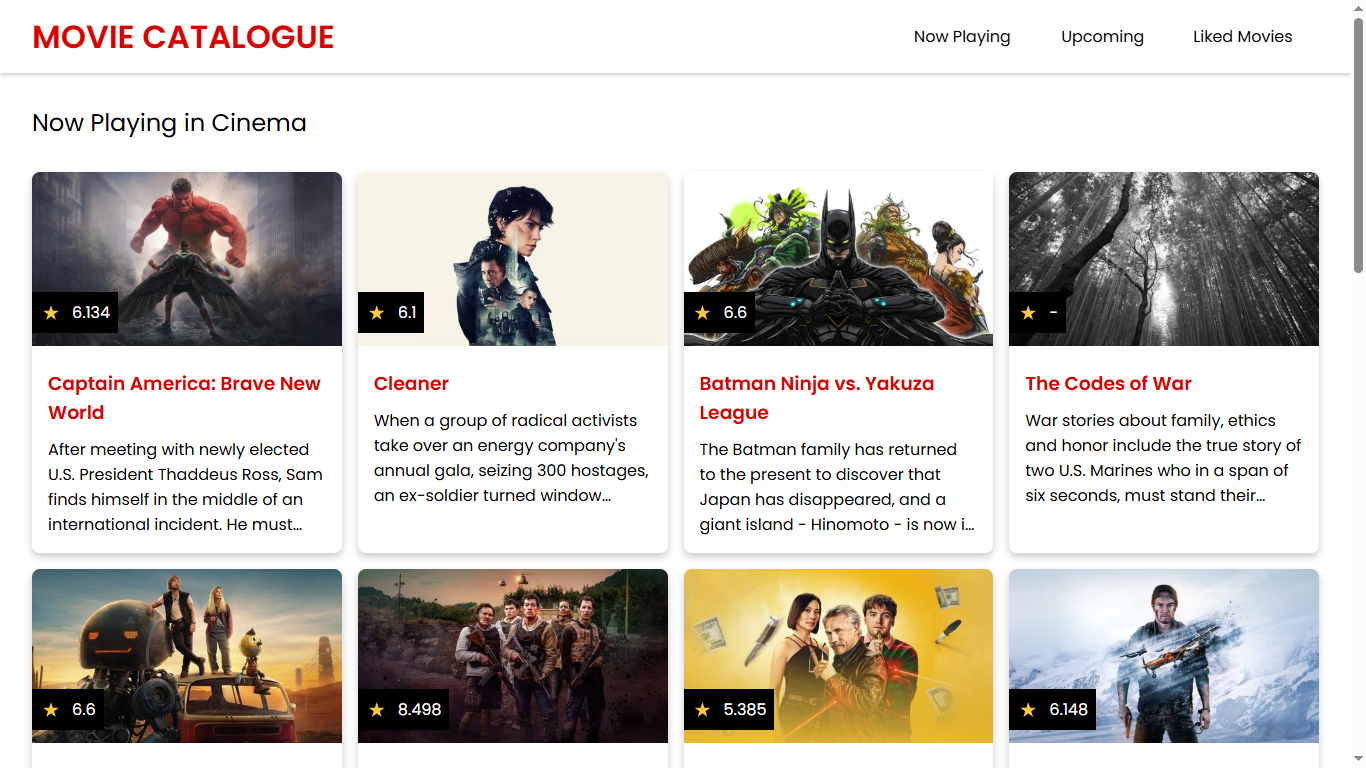 MOVIE CATALOGUE
Now Playing
Upcoming
Liked Movies
Now Playing in Cinema
★ 6.134
★ 6.1
★ 6.6
★ -
Captain America: Brave New
World
After meeting with newly elected
U.S. President Thaddeus Ross, Sam
finds himself in the middle of an
international incident. He must...
Cleaner
When a group of radical activists
take over an energy company's
annual gala, seizing 300 hostages,
an ex-soldier turned window...
Batman Ninja vs. Yakuza
League
The Batman family has returned
to the present to discover that
Japan has disappeared, and a
giant island - Hinomoto - is now i...
The Codes of War
War stories about family, ethics
and honor include the true story of
two U.S. Marines who in a span of
six seconds, must stand their...
★ 6.6
★ 8.498
★ 5.385
★ 6.148